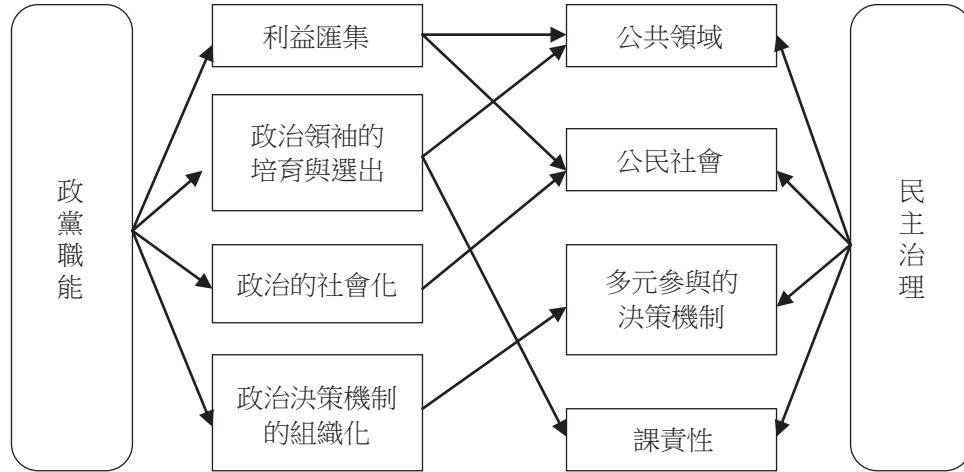 政黨職能
利益匯集
政治領袖的
培育與選出
政治的社會化
政治決策機制
的組織化
公共領域
公民社會
多元參與的
決策機制
課責性
民主治理